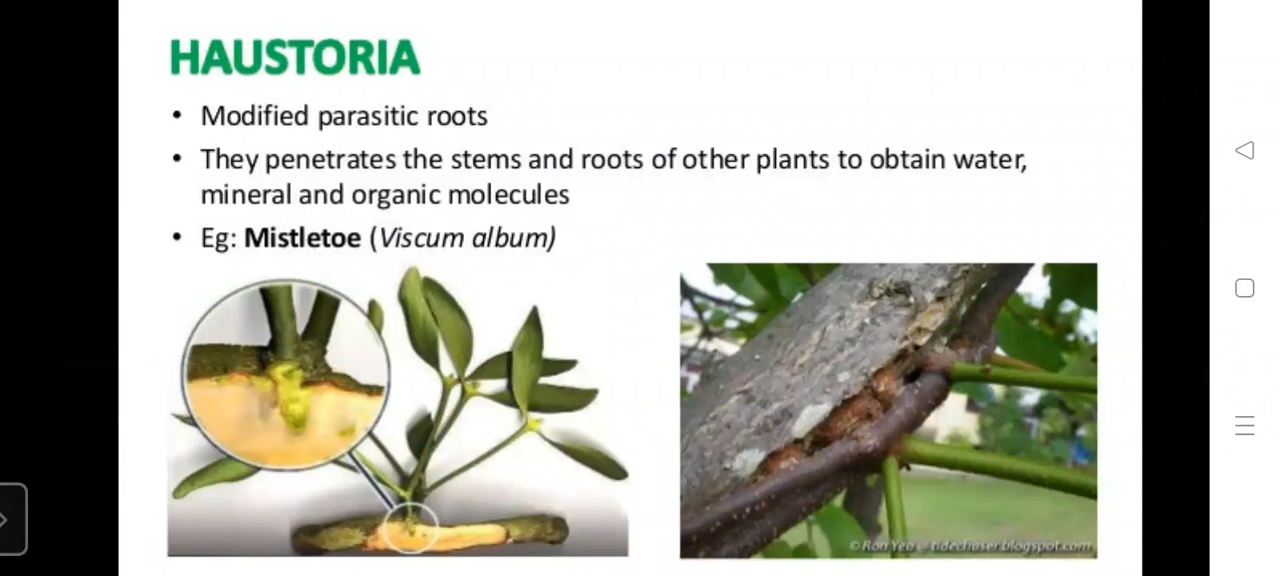 HAUSTORIA
• Modified parasitic roots
• They penetrates the stems and roots of other plants to obtain water,
mineral and organic molecules
• Eg: Mistletoe (Viscum album)
© Ron Yeo @ tidechaser.blogspot.com